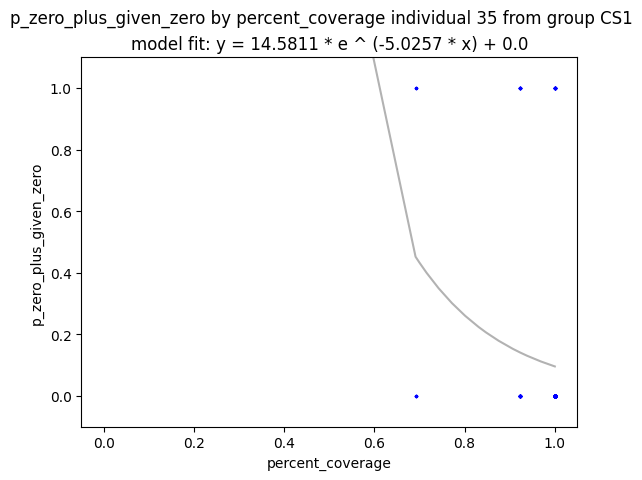 p_zero_plus_given_zero by percent_coverage individual 35 from group CS1
model fit: y = 14.5811 * e ^ (-5.0257 * x) + 0.0
1.0
0.8
0.6
0.4
0.2
0.0
p_zero_plus_given_zero
0.0 0.2 0.4 0.6 0.8 1.0
percent_coverage